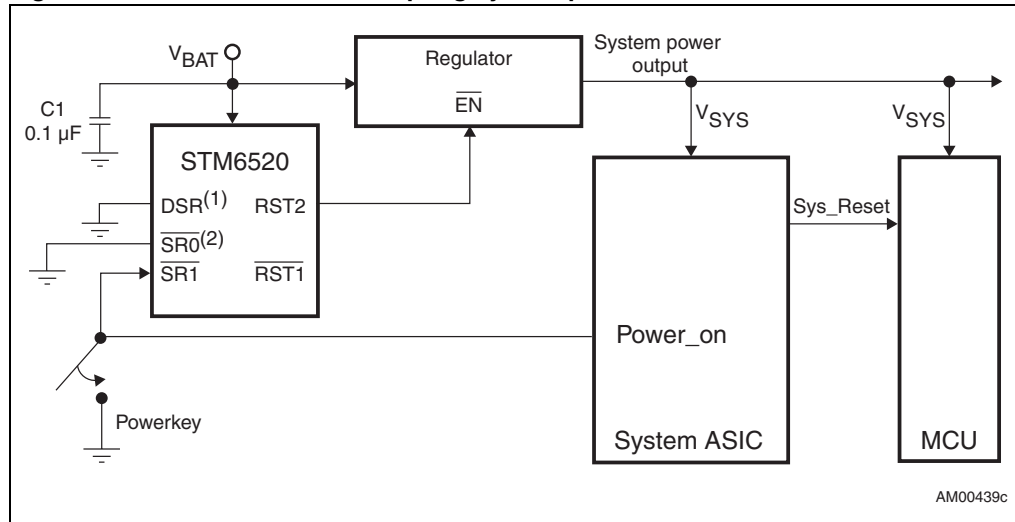 V_BAT
Regulator
EN
System power
output
C1
0.1 µF
STM6520
DSR(1)
RST2
SR0(2)
SR1
RST1
V_SYS
V_SYS
Sys_Reset
Power_on
Powerkey
System ASIC
MCU
AM00439c